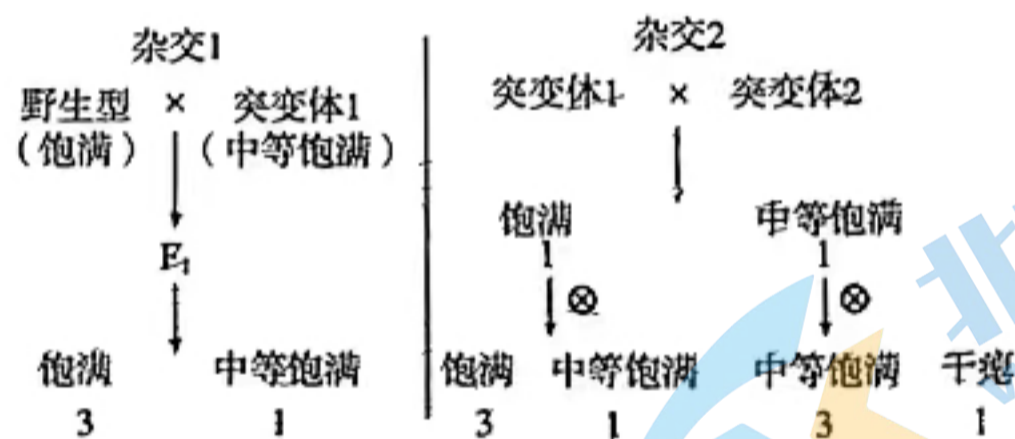 杂交1
野生型 × 突变体1
(饱满) (中等饱满)
F₁
饱满 中等饱满
3 1
杂交2
突变体1 × 突变体2
饱满 中等饱满
1 1
⊗ ⊗
饱满 中等饱满 中等饱满 干瘪
3 1 3 1